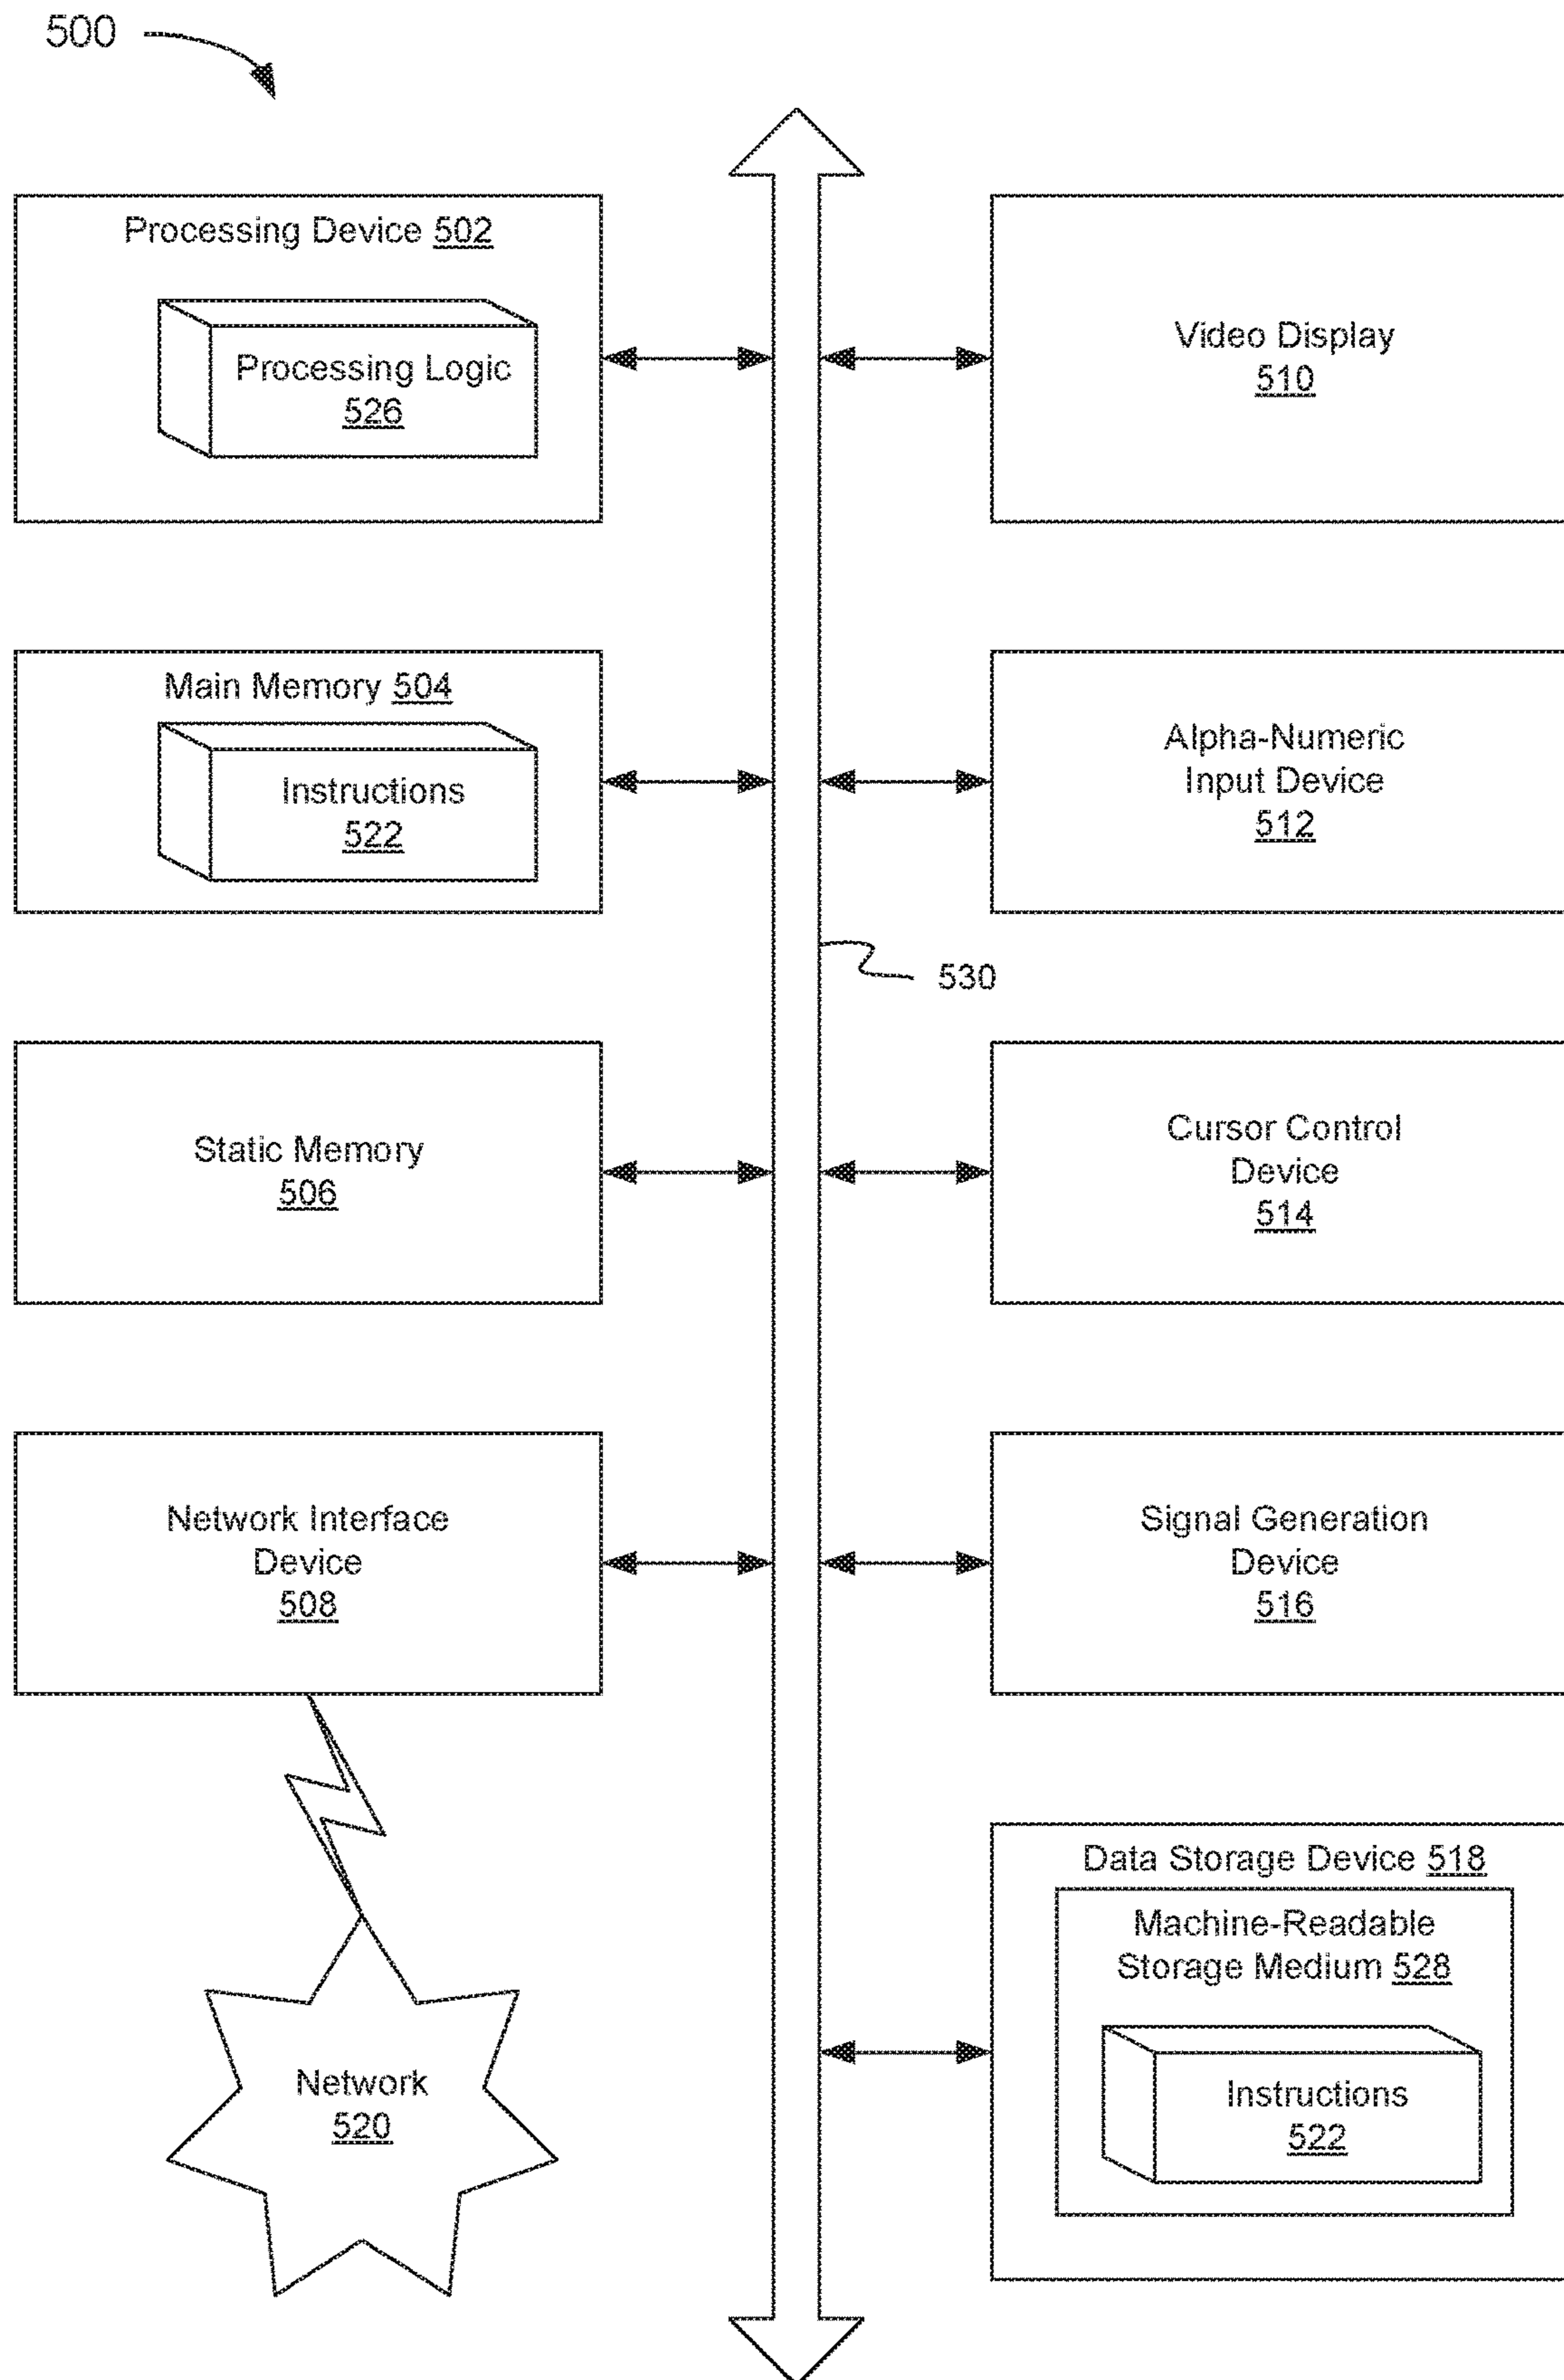 500
Processing Device 502
Processing Logic
526
Video Display
510
Main Memory 504
Instructions
522
Alpha-Numeric
Input Device
512
530
Static Memory
506
Cursor Control
Device
514
Network Interface
Device
508
Signal Generation
Device
516
Data Storage Device 518
Machine-Readable
Storage Medium 528
Instructions
522
Network
520